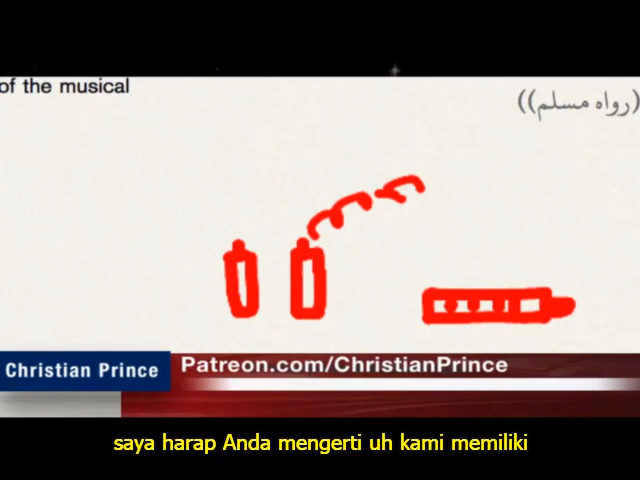 of the musical
(رواه مسلم))
Christian Prince
Patreon.com/ChristianPrince
saya harap Anda mengerti uh kami memiliki